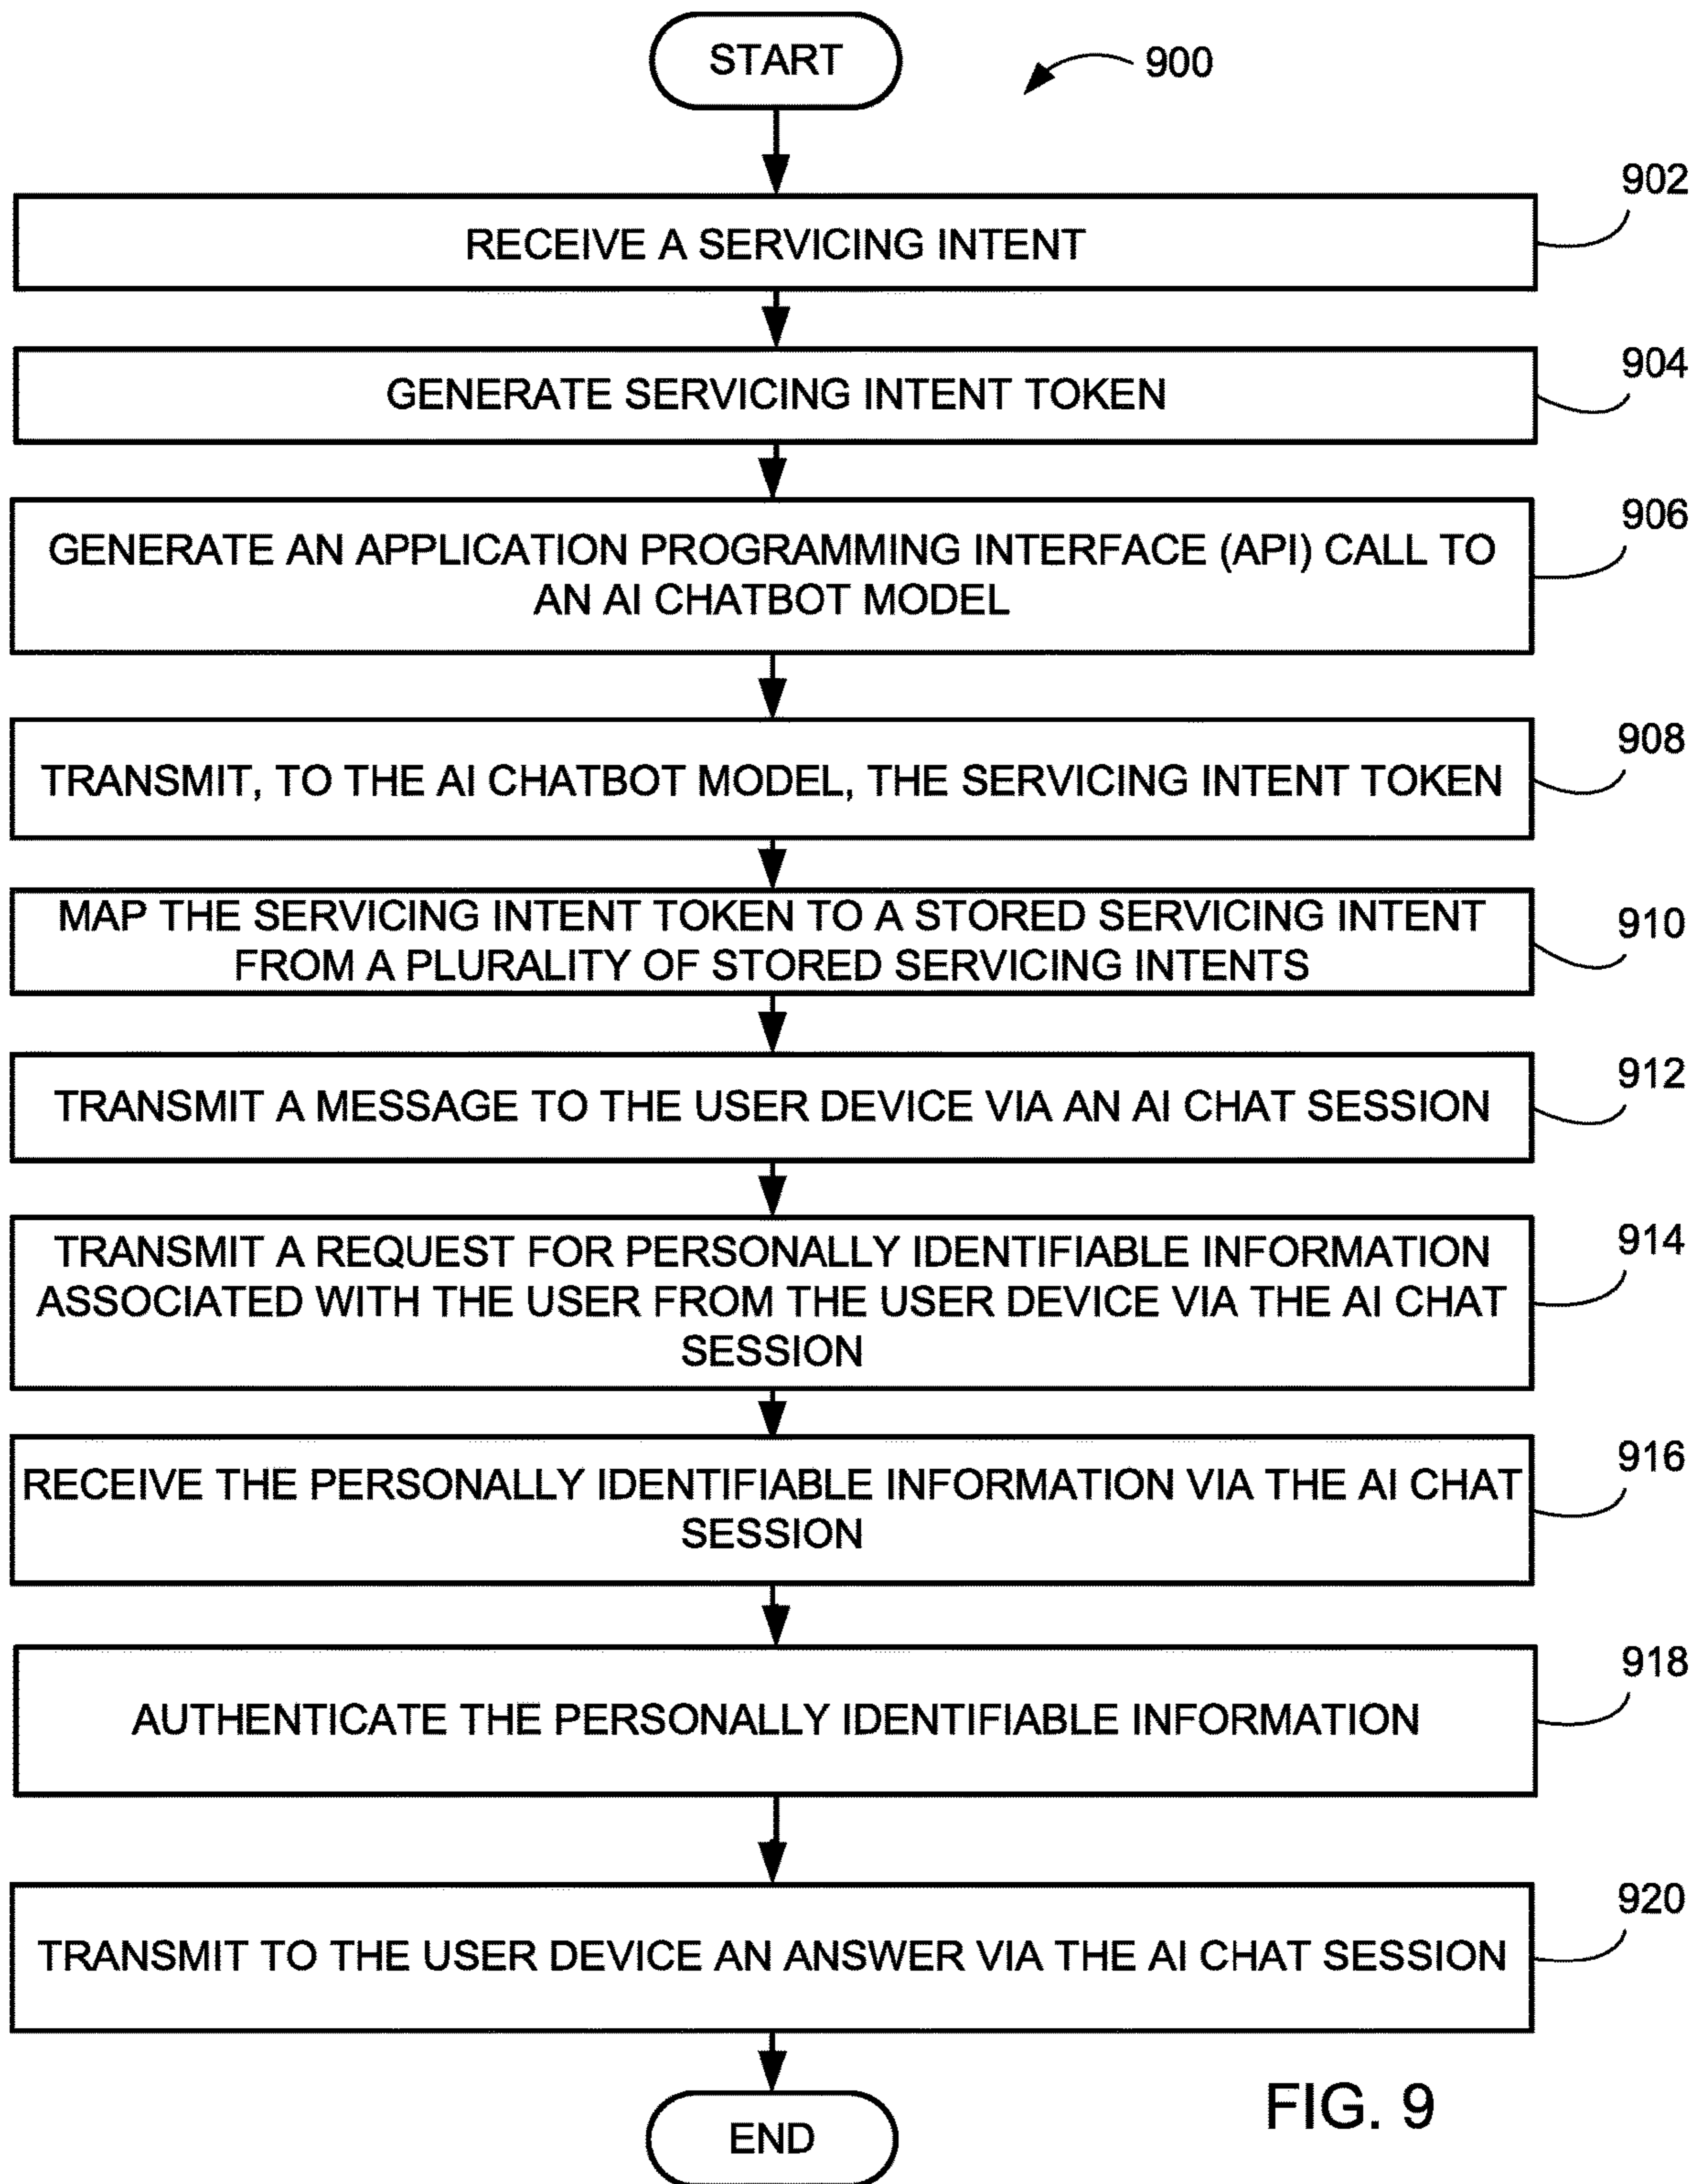 START
900
902
RECEIVE A SERVICING INTENT
904
GENERATE SERVICING INTENT TOKEN
906
GENERATE AN APPLICATION PROGRAMMING INTERFACE (API) CALL TO
AN AI CHATBOT MODEL
908
TRANSMIT, TO THE AI CHATBOT MODEL, THE SERVICING INTENT TOKEN
910
MAP THE SERVICING INTENT TOKEN TO A STORED SERVICING INTENT
FROM A PLURALITY OF STORED SERVICING INTENTS
912
TRANSMIT A MESSAGE TO THE USER DEVICE VIA AN AI CHAT SESSION
914
TRANSMIT A REQUEST FOR PERSONALLY IDENTIFIABLE INFORMATION
ASSOCIATED WITH THE USER FROM THE USER DEVICE VIA THE AI CHAT
SESSION
916
RECEIVE THE PERSONALLY IDENTIFIABLE INFORMATION VIA THE AI CHAT
SESSION
918
AUTHENTICATE THE PERSONALLY IDENTIFIABLE INFORMATION
920
TRANSMIT TO THE USER DEVICE AN ANSWER VIA THE AI CHAT SESSION
END
FIG. 9